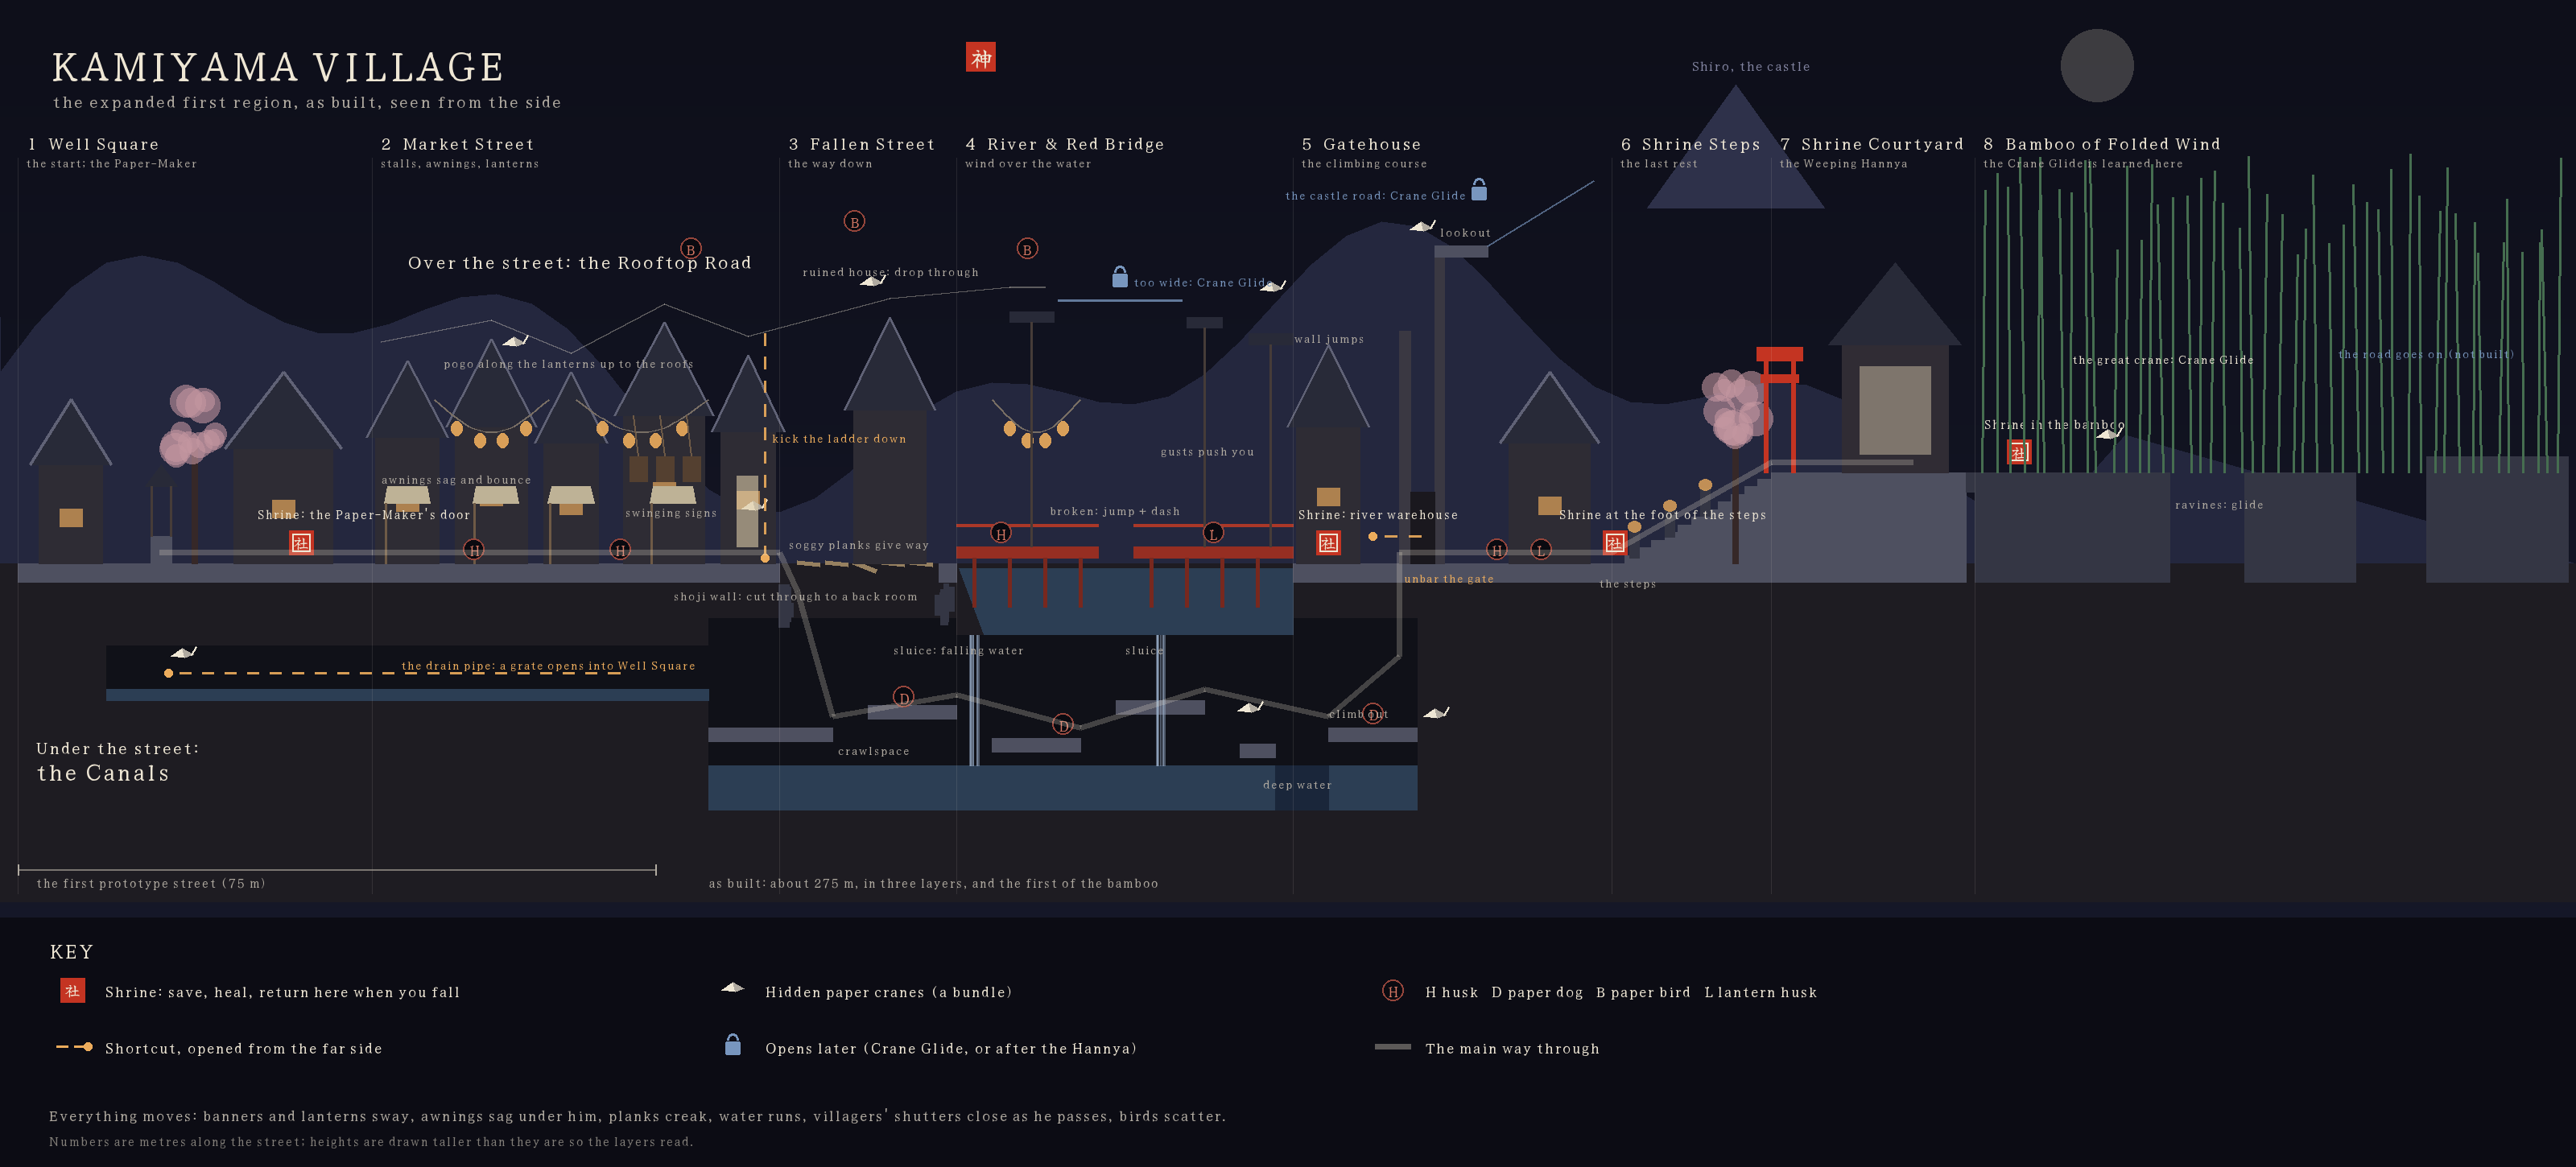 KAMIYAMA VILLAGE
the expanded first region, as built, seen from the side
神
Shiro, the castle
1 Well Square
the start: the Paper-Maker
2 Market Street
stalls, awnings, lanterns
3 Fallen Street
the way down
4 River & Red Bridge
wind over the water
5 Gatehouse
the climbing course
6 Shrine Steps
the last rest
7 Shrine Courtyard
the Weeping Hannya
8 Bamboo of Folded Wind
the Crane Glide is learned here
the castle road: Crane Glide
lookout
B
B
B
Over the street: the Rooftop Road
ruined house: drop through
too wide: Crane Glide
wall jumps
pogo along the lanterns up to the roofs
the great crane: Crane Glide
the road goes on (not built)
kick the ladder down
gusts push you
Shrine in the bamboo
社
awnings sag and bounce
swinging signs
broken: jump + dash
ravines: glide
Shrine: the Paper-Maker's door
社
Shrine: river warehouse
社
Shrine at the foot of the steps
社
H
H
H
L
H
L
soggy planks give way
unbar the gate
the steps
shoji wall: cut through to a back room
sluice: falling water
sluice
the drain pipe: a grate opens into Well Square
D
D
D
climb out
crawlspace
deep water
Under the street:
the Canals
the first prototype street (75 m)
as built: about 275 m, in three layers, and the first of the bamboo
KEY
社
Shrine: save, heal, return here when you fall
Hidden paper cranes (a bundle)
H
H husk D paper dog B paper bird L lantern husk
Shortcut, opened from the far side
Opens later (Crane Glide, or after the Hannya)
The main way through
Everything moves: banners and lanterns sway, awnings sag under him, planks creak, water runs, villagers' shutters close as he passes, birds scatter.
Numbers are metres along the street; heights are drawn taller than they are so the layers read.